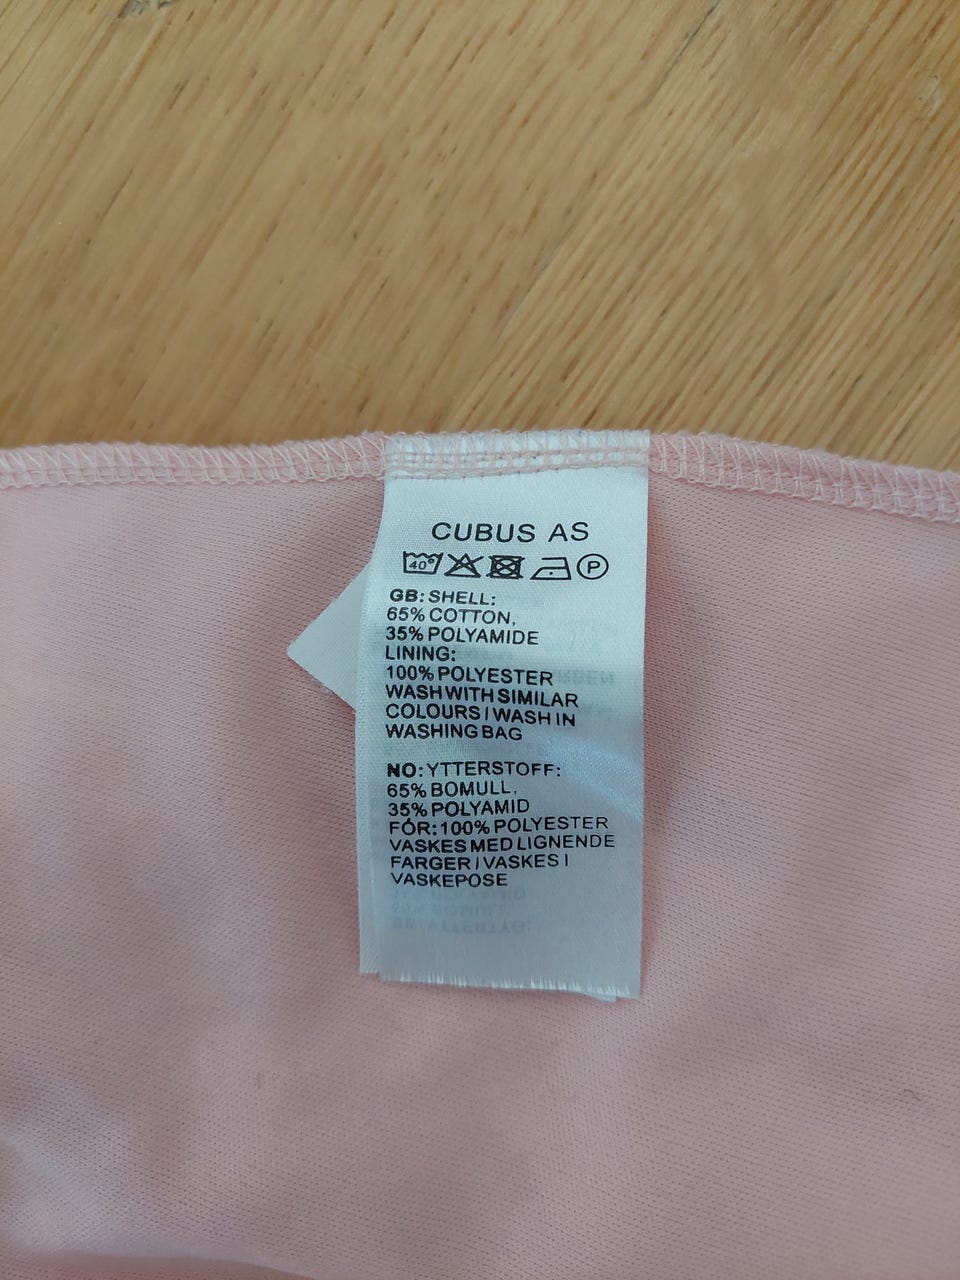 CUBUS AS
40° P
GB: SHELL:
65% COTTON,
35% POLYAMIDE
LINING:
100% POLYESTER
WASH WITH SIMILAR
COLOURS / WASH IN
WASHING BAG
NO: YTTERSTOFF:
65% BOMULL,
35% POLYAMID
FÓR: 100% POLYESTER
VASKES MED LIGNENDE
FARGER / VASKES I
VASKEPOSE